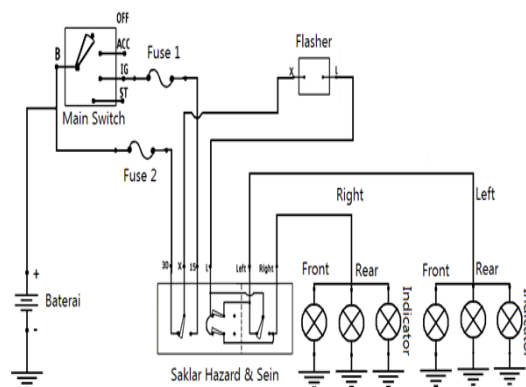 OFF
ACC
B
IG
ST
Main Switch
Fuse 1
Fuse 2
Flasher
X
L
Right
Left
30
X
15
L
Left
Right
Front
Rear
Indicator
Front
Rear
+
Baterai
-
Saklar Hazard & Sein